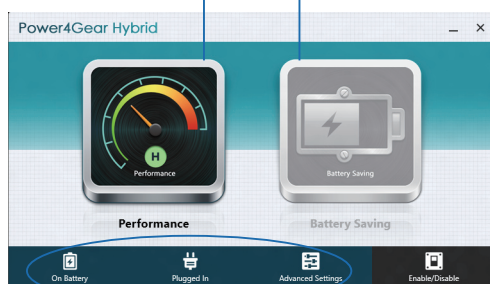 Power4Gear Hybrid
H
Performance
Battery Saving
Performance
Battery Saving
On Battery
Plugged In
Advanced Settings
Enable/Disable